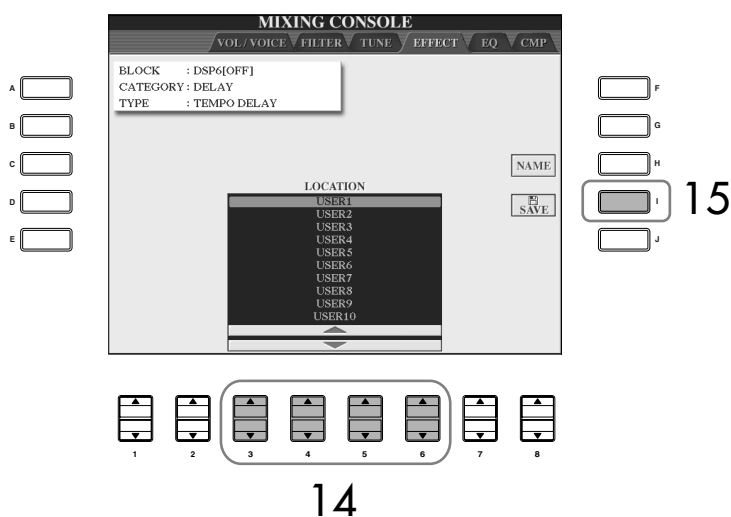 MIXING CONSOLE
VOL/VOICE FILTER TUNE EFFECT EQ CMP
BLOCK : DSP6[OFF]
CATEGORY : DELAY
TYPE : TEMPO DELAY
A
B
C
D
E
F
G
H
I
J
NAME
SAVE
15
LOCATION
USER1
USER2
USER3
USER4
USER5
USER6
USER7
USER8
USER9
USER10
1 2 3 4 5 6 7 8
14